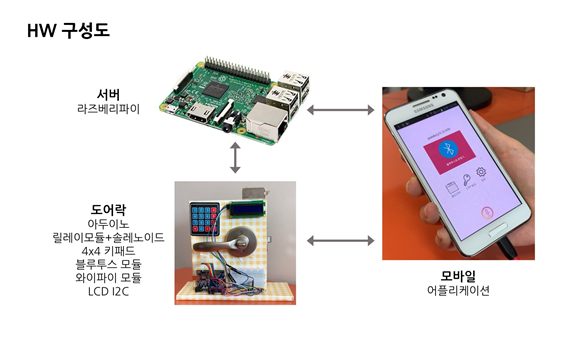 HW 구성도
서버
라즈베리파이
도어락
아두이노
릴레이모듈+솔레노이드
4x4 키패드
블루투스 모듈
와이파이 모듈
LCD I2C
SAMSUNG
모바일
어플리케이션